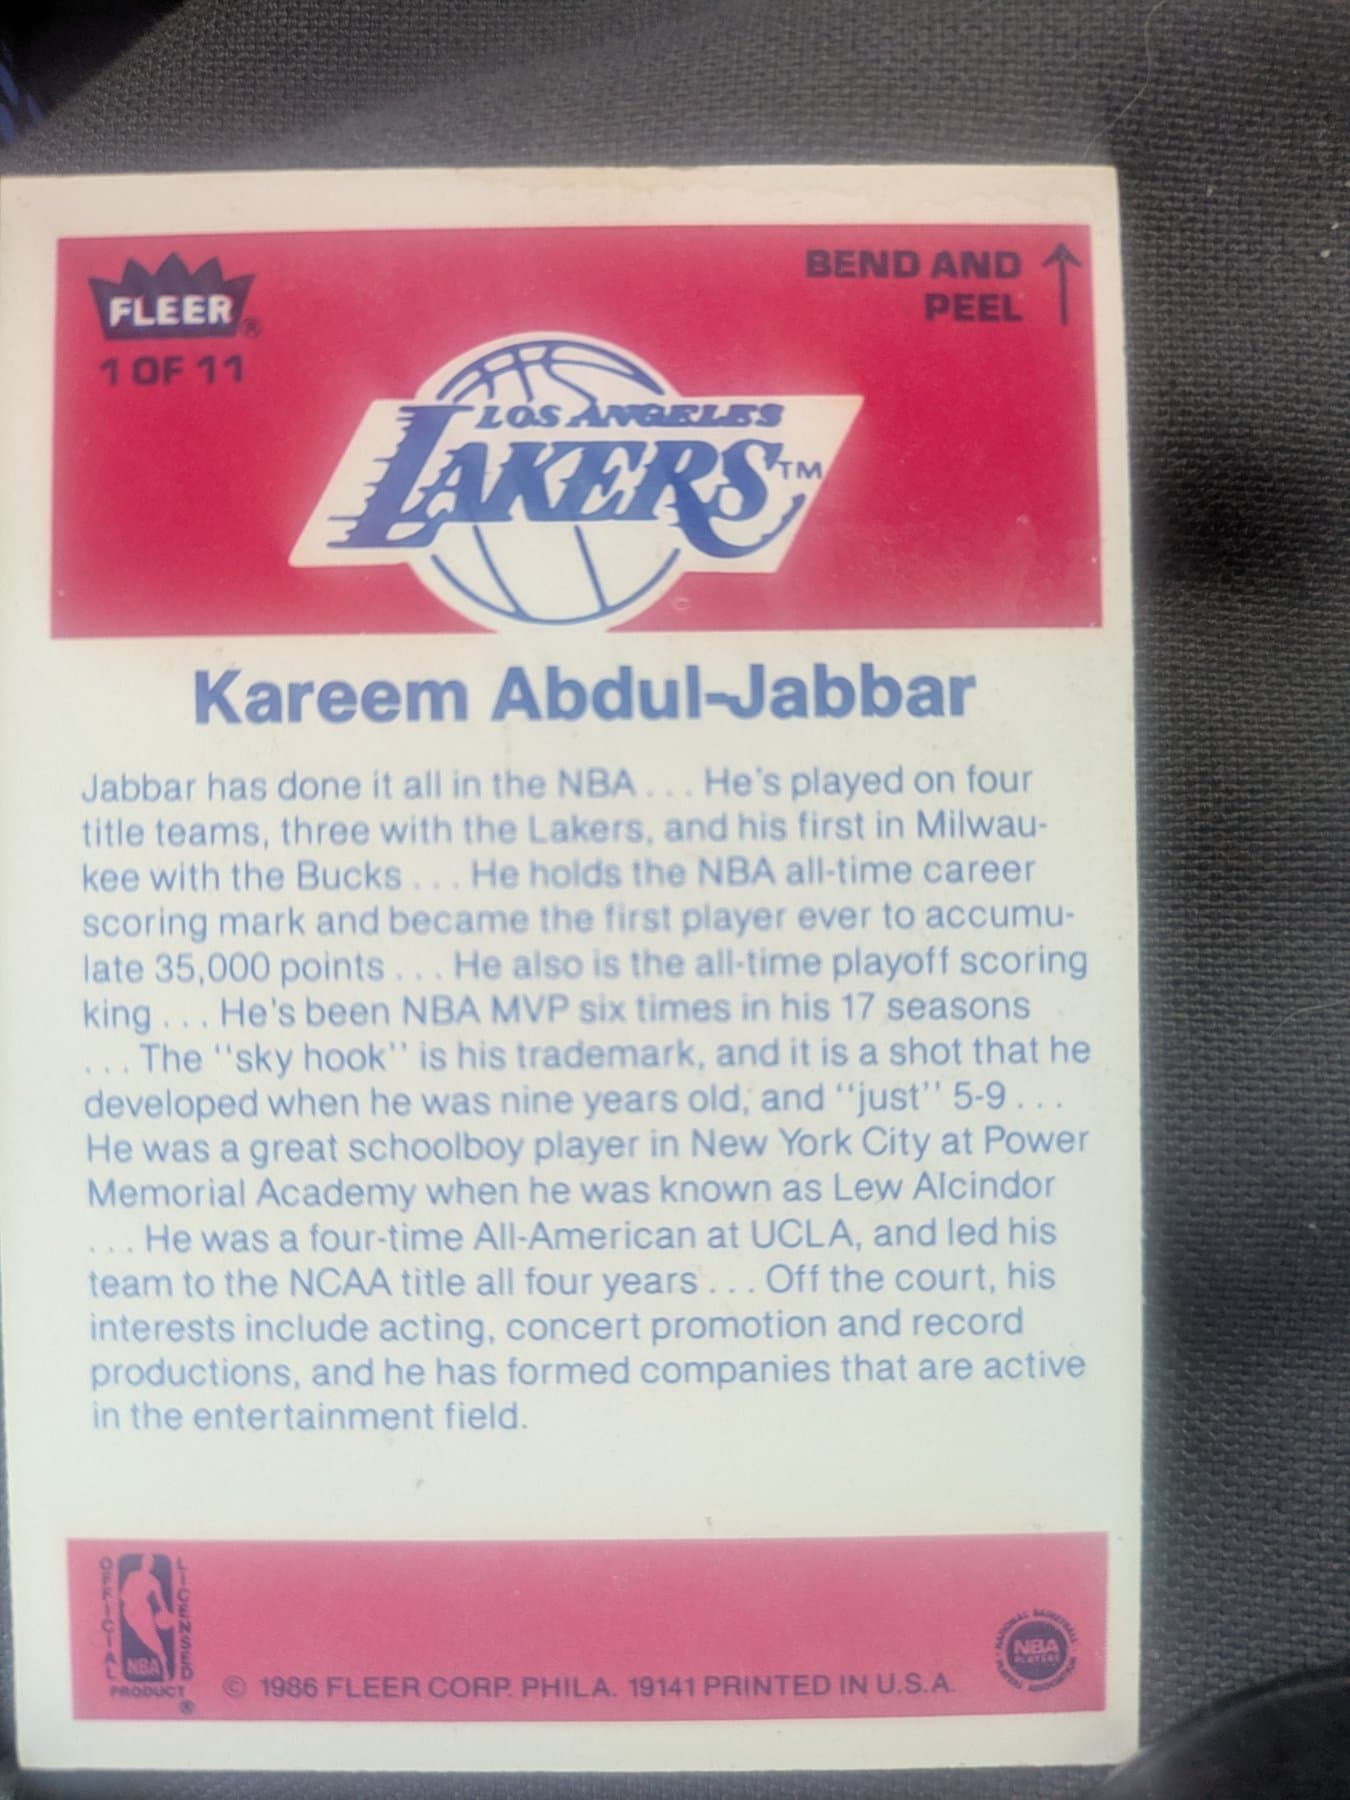 FLEER®
1 OF 11
BEND AND
PEEL
LOS ANGELES
LAKERS™
Kareem Abdul-Jabbar
Jabbar has done it all in the NBA . . . He's played on four
title teams, three with the Lakers, and his first in Milwau-
kee with the Bucks . . . He holds the NBA all-time career
scoring mark and became the first player ever to accumu-
late 35,000 points . . . He also is the all-time playoff scoring
king . . . He's been NBA MVP six times in his 17 seasons
. . . The "sky hook" is his trademark, and it is a shot that he
developed when he was nine years old, and "just" 5-9 . . .
He was a great schoolboy player in New York City at Power
Memorial Academy when he was known as Lew Alcindor
. . . He was a four-time All-American at UCLA, and led his
team to the NCAA title all four years . . . Off the court, his
interests include acting, concert promotion and record
productions, and he has formed companies that are active
in the entertainment field.
OFFICIAL
LICENSED
NBA
PRODUCT®
© 1986 FLEER CORP. PHILA. 19141 PRINTED IN U.S.A.
NATIONAL BASKETBALL
NBA
PLAYERS
PLAYERS ASSOCIATION